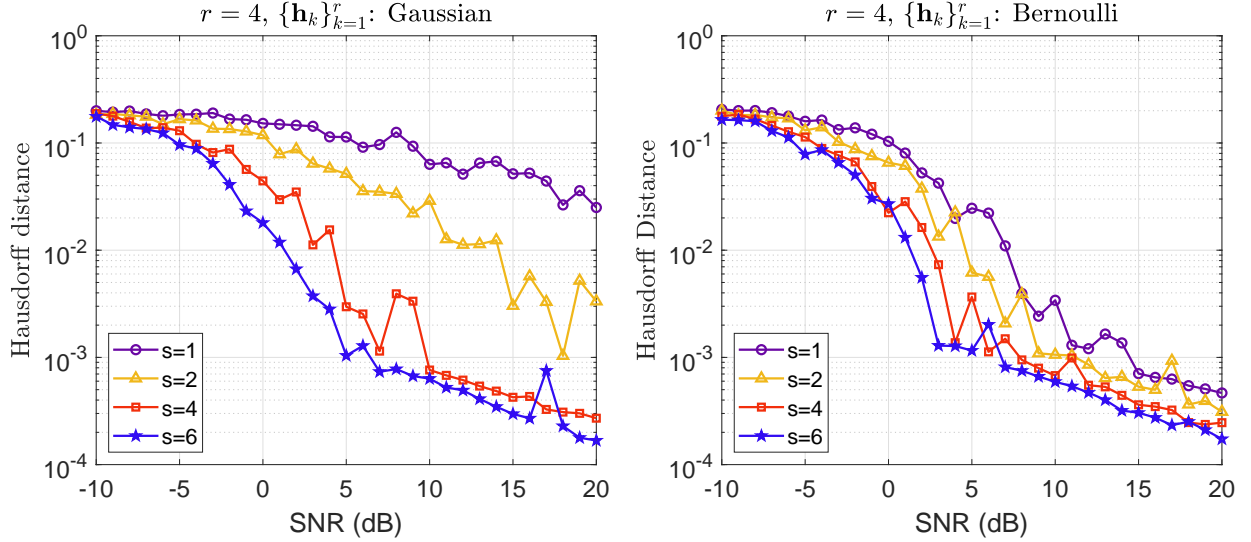 r = 4, {h_k}_{k=1}^r: Gaussian
10^0
10^-1
10^-2
10^-3
10^-4
Hausdorff distance
s=1
s=2
s=4
s=6
-10 -5 0 5 10 15 20
SNR (dB)
r = 4, {h_k}_{k=1}^r: Bernoulli
10^0
10^-1
10^-2
10^-3
10^-4
Hausdorff Distance
s=1
s=2
s=4
s=6
-10 -5 0 5 10 15 20
SNR (dB)